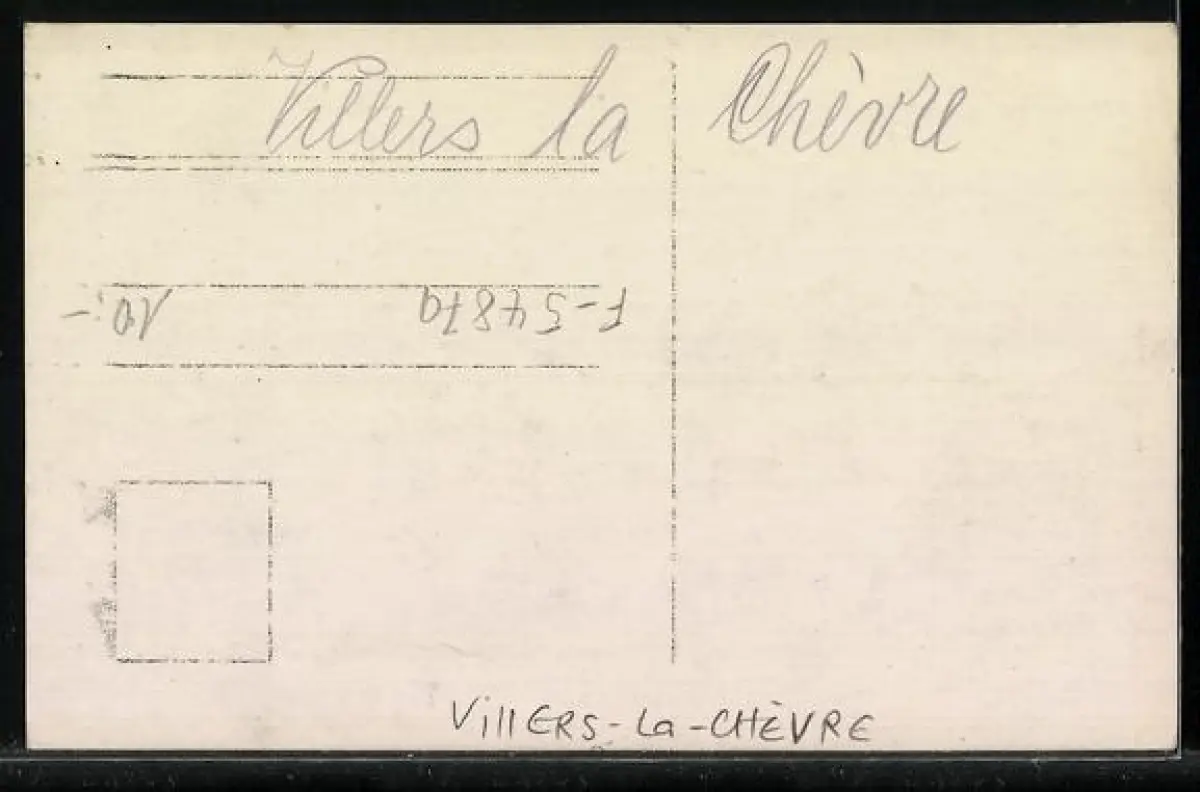 Villers la Chèvre
F-54870 10.-
VillERS-La-CHÈVRE